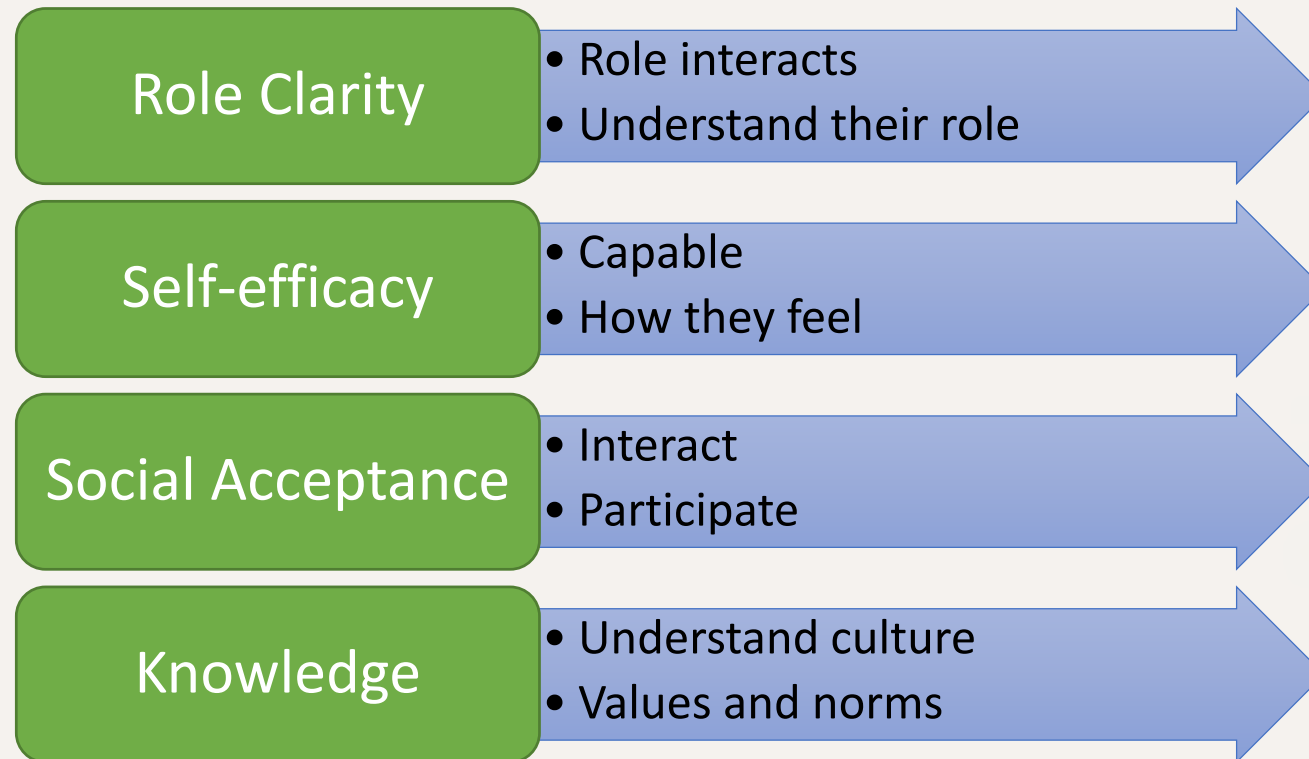 Role Clarity
• Role interacts
• Understand their role
Self-efficacy
• Capable
• How they feel
Social Acceptance
• Interact
• Participate
Knowledge
• Understand culture
• Values and norms